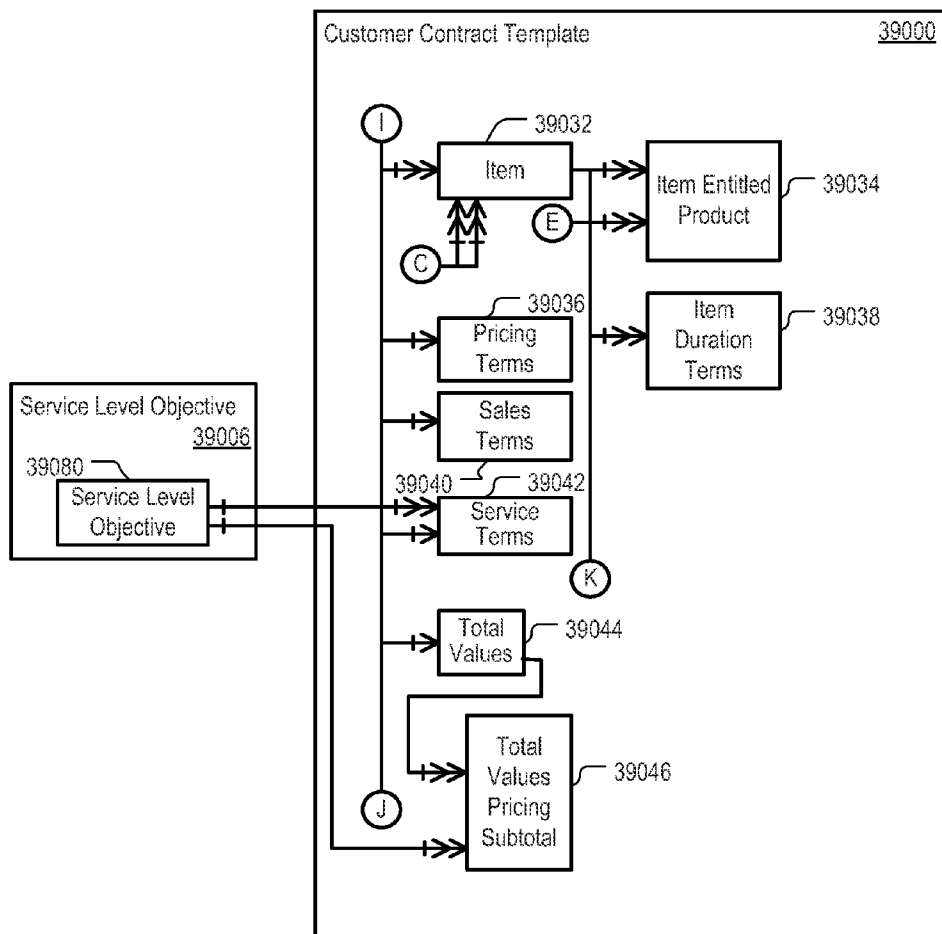 Customer Contract Template
39000
I
39032
Item
Item Entitled
Product
39034
E
C
39036
Pricing
Terms
Item
Duration
Terms
39038
Sales
Terms
39040
39042
Service
Terms
Service Level Objective
39006
39080
Service Level
Objective
K
Total
Values
39044
Total
Values
Pricing
Subtotal
39046
J